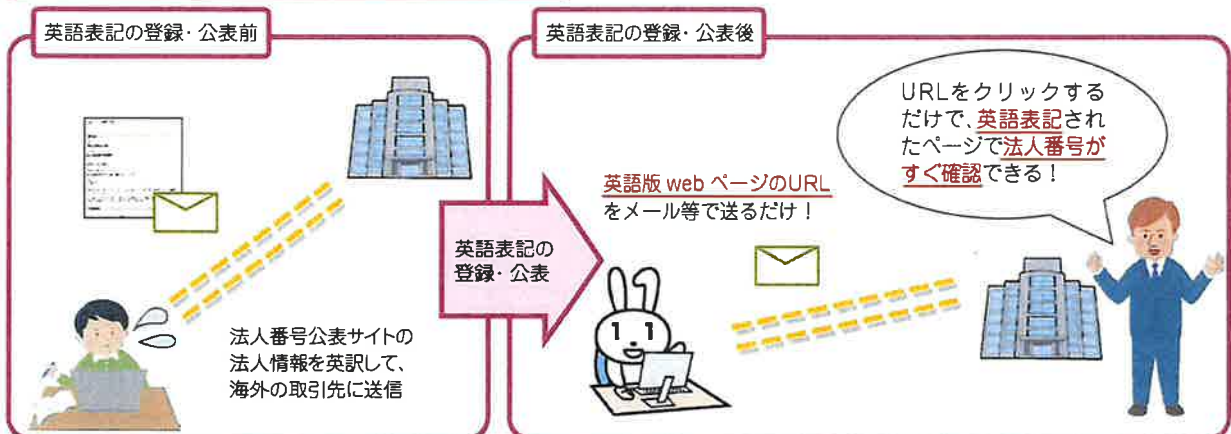 英語表記の登録・公表前
法人番号公表サイトの
法人情報を英訳して、
海外の取引先に送信
英語表記の
登録・公表
英語表記の登録・公表後
英語版 web ページのURL
をメール等で送るだけ！
URLをクリックする
だけで、英語表記され
たページで法人番号が
すぐ確認できる！
1 1